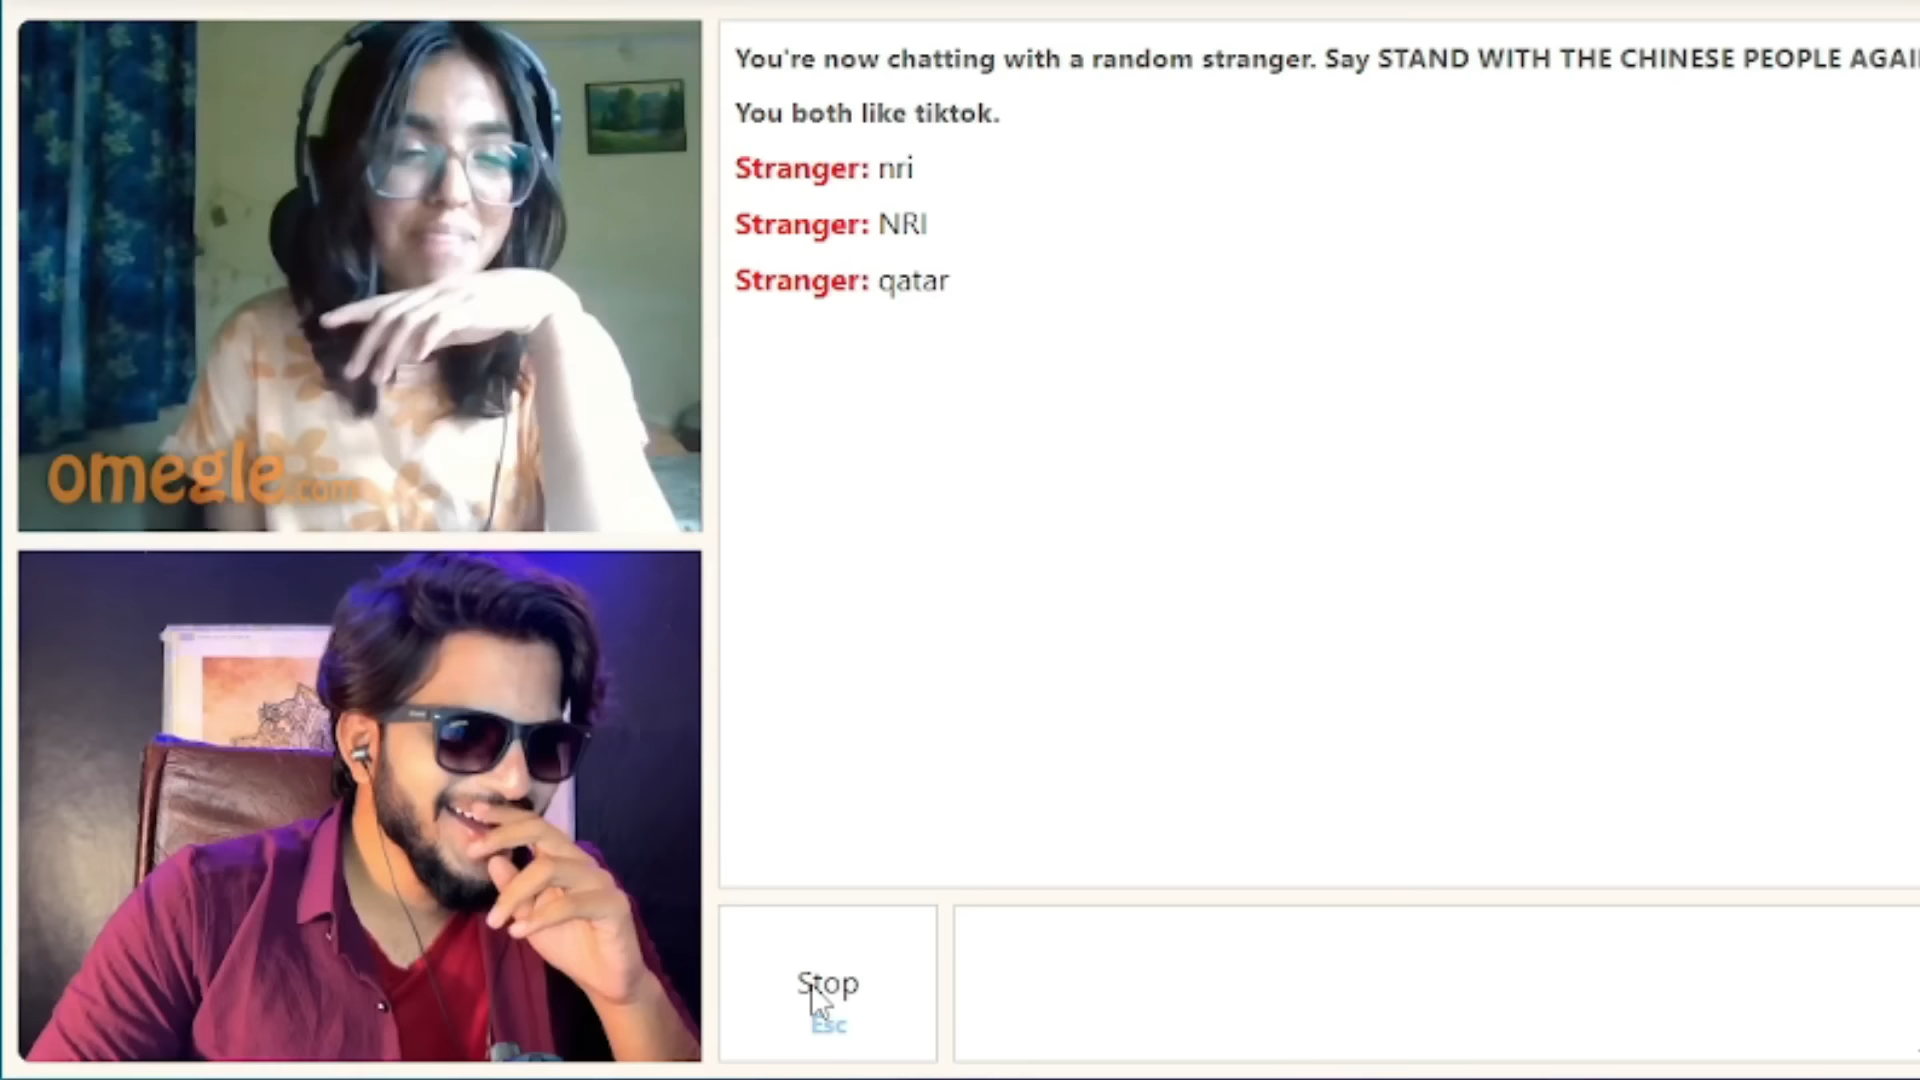 You're now chatting with a random stranger. Say STAND WITH THE CHINESE PEOPLE
You both like tiktok.
Stranger: nri
Stranger: NRI
Stranger: qatar
omegle.com
Stop
Esc